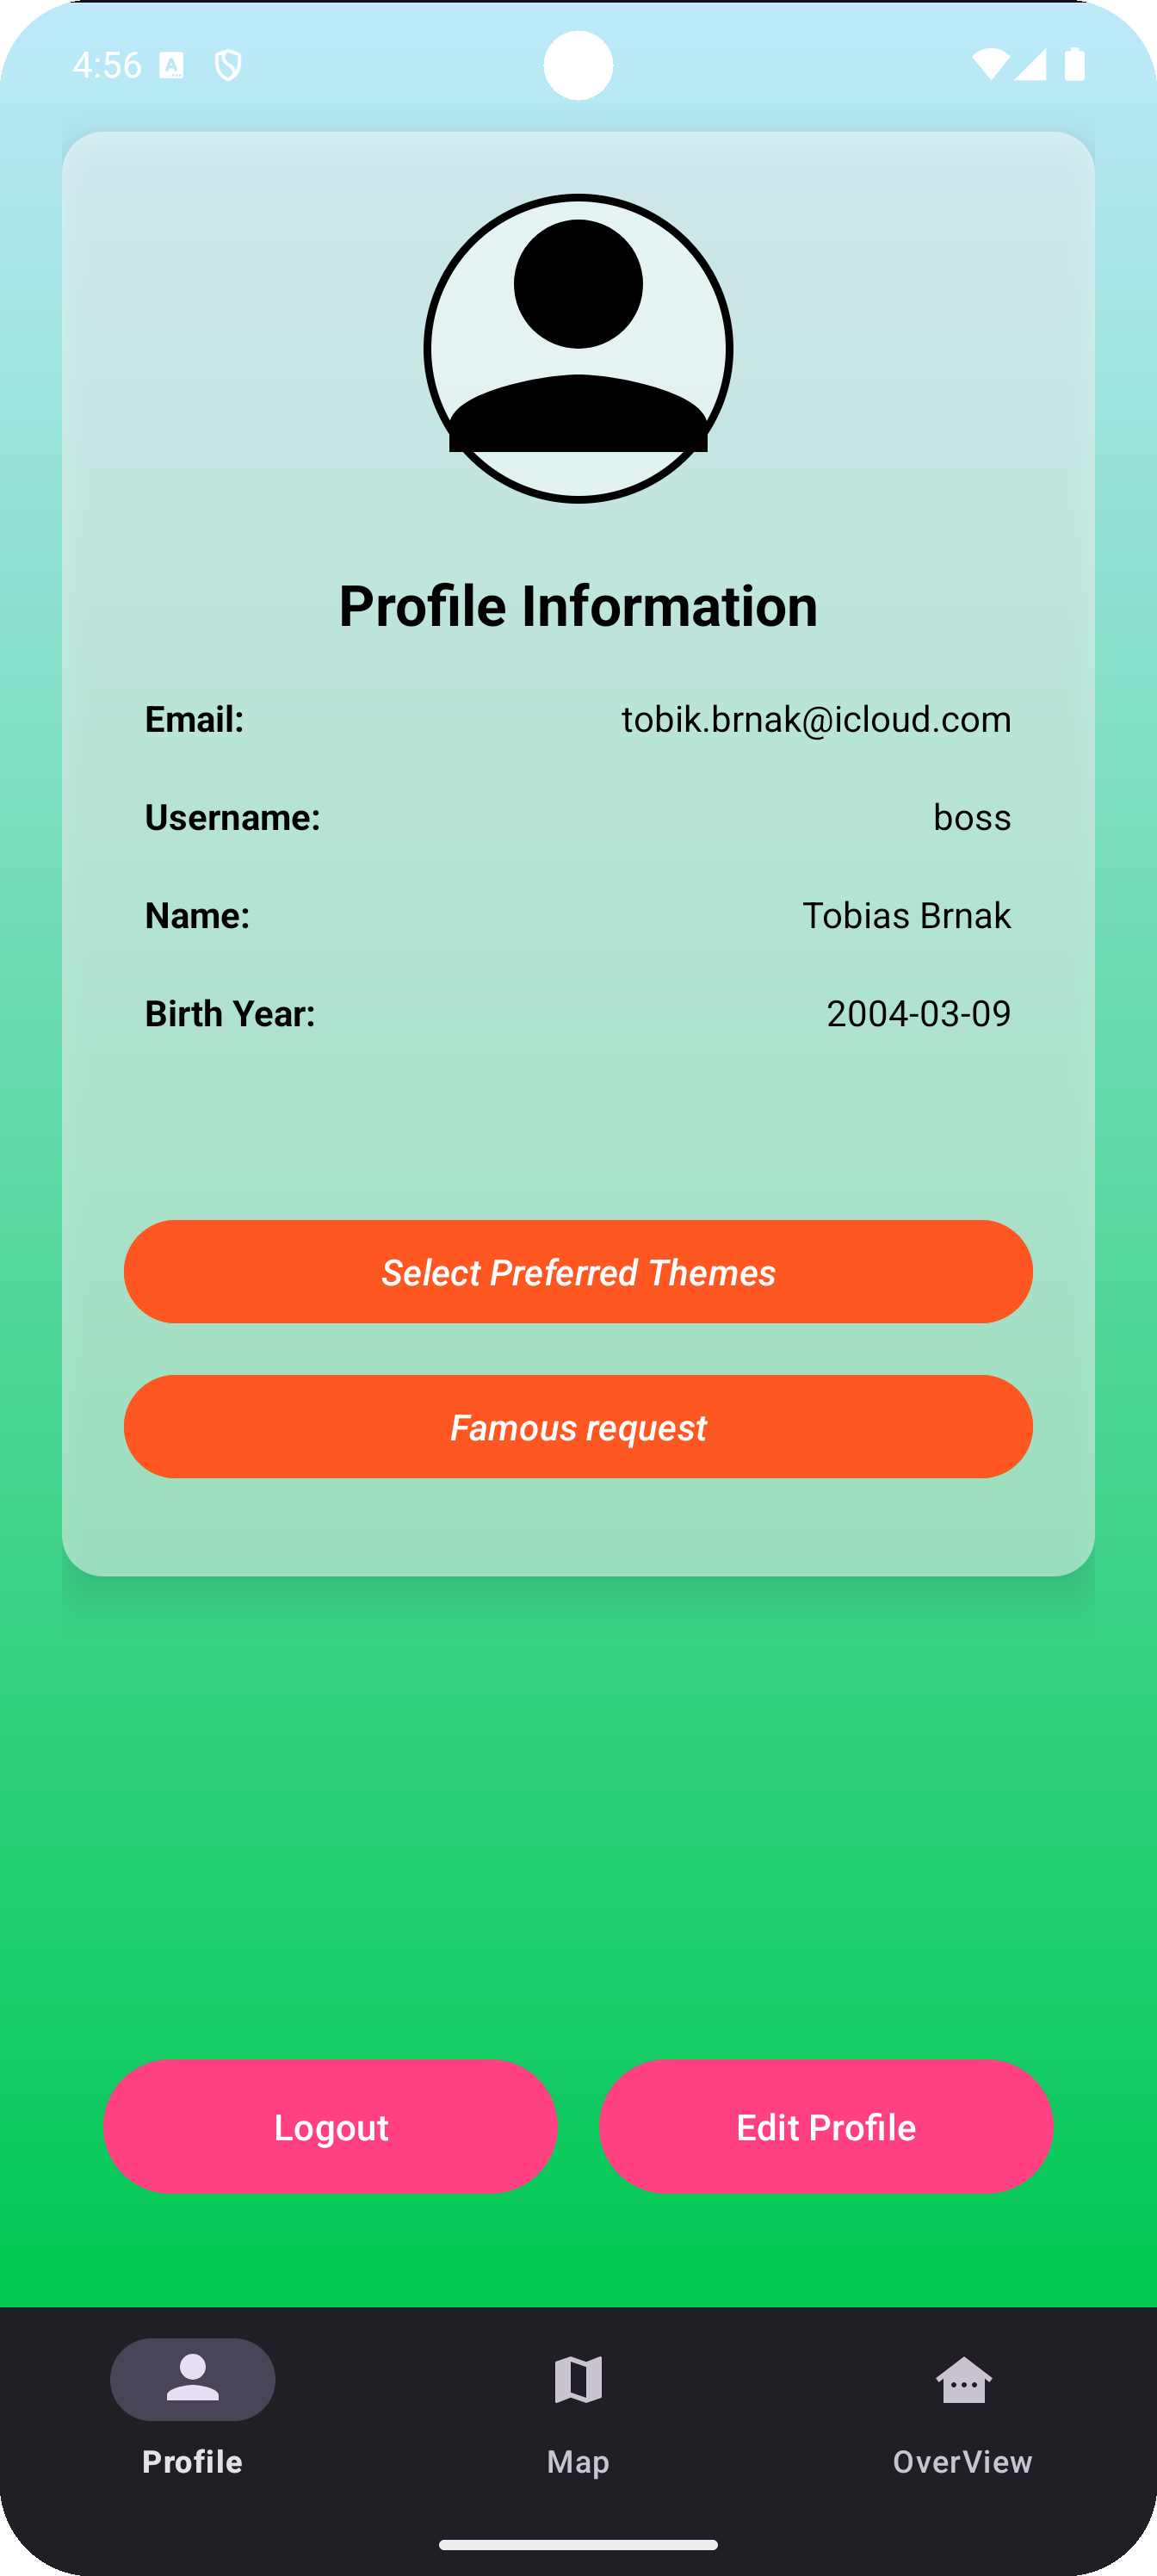 4:56
Profile Information
Email: tobik.brnak@icloud.com
Username: boss
Name: Tobias Brnak
Birth Year: 2004-03-09
Select Preferred Themes
Famous request
Logout Edit Profile
Profile Map OverView